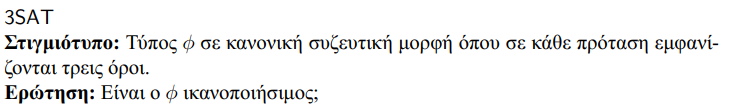 3SAT
Στιγμιότυπο: Τύπος ϕ σε κανονική συζευτική μορφή όπου σε κάθε πρόταση εμφανί-
ζονται τρεις όροι.
Ερώτηση: Είναι ο ϕ ικανοποιήσιμος;